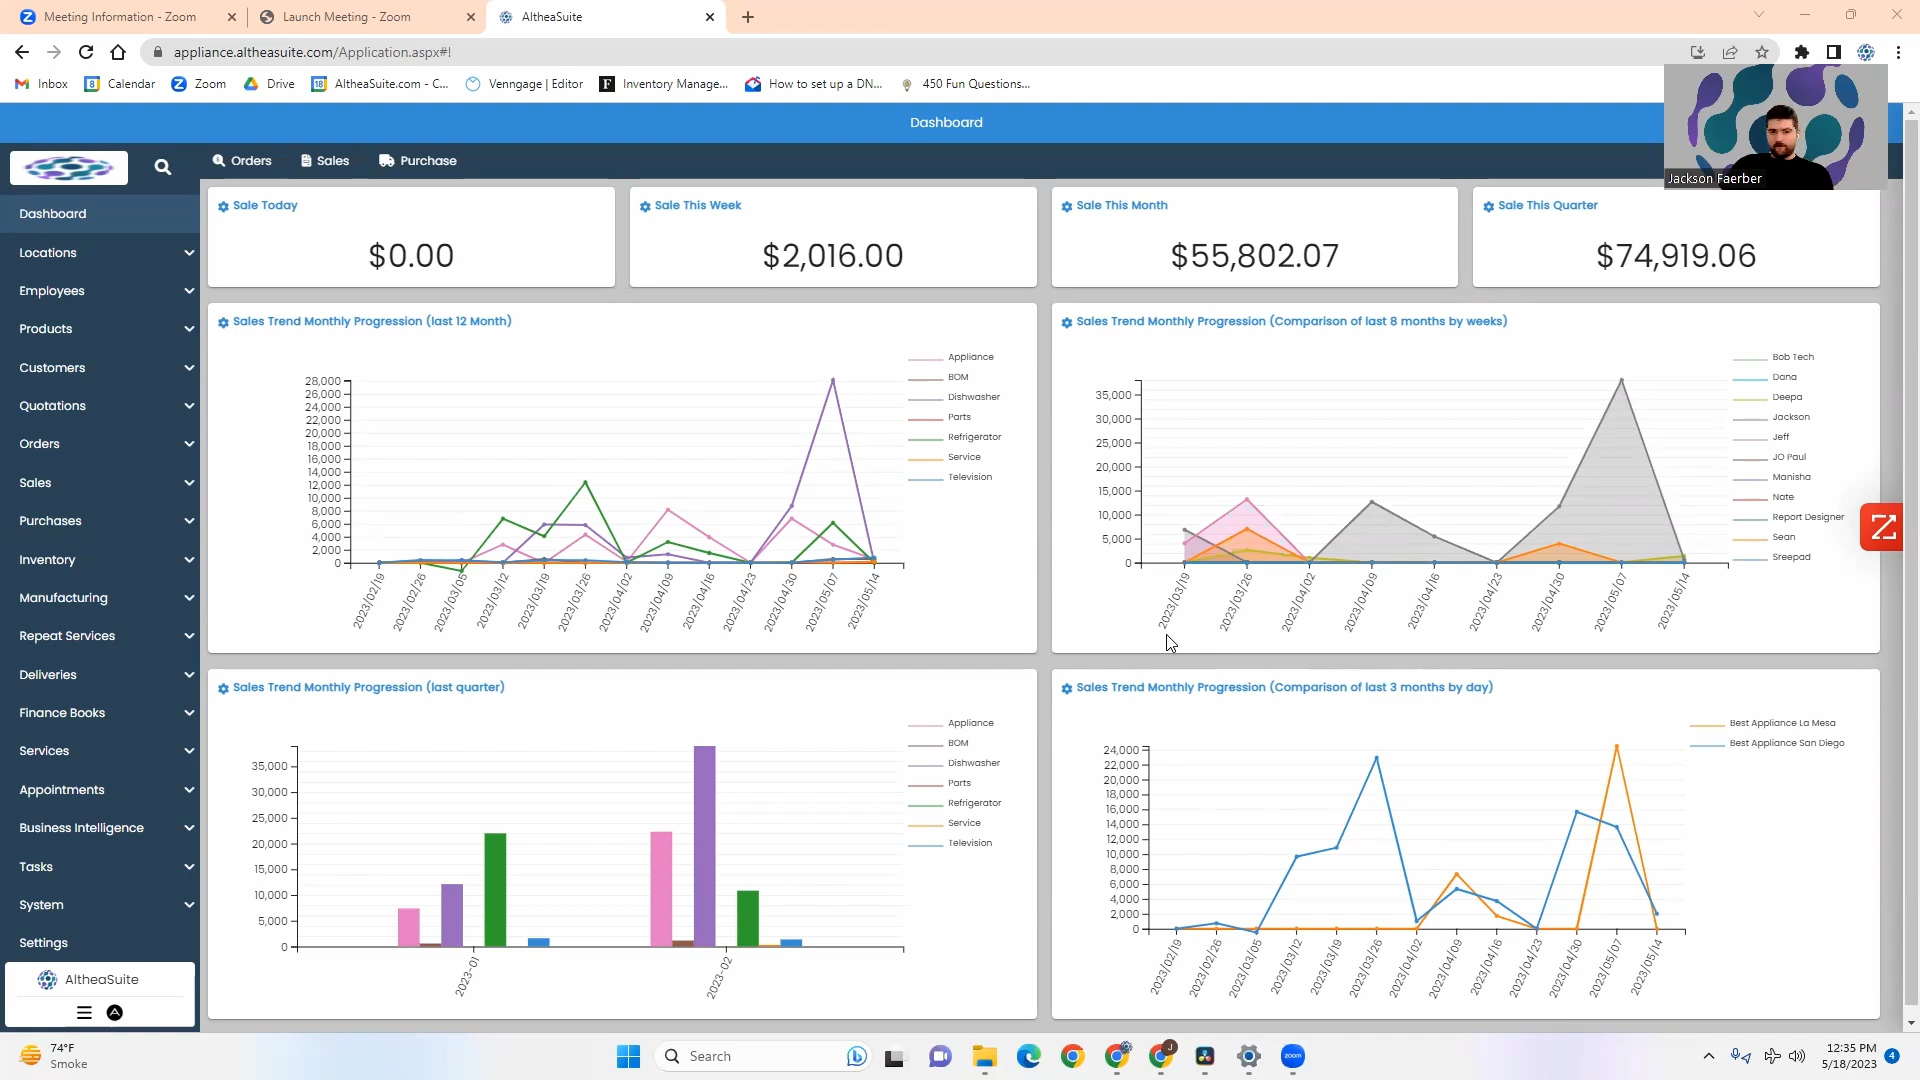 Meeting Information - Zoom
Launch Meeting - Zoom
AltheaSuite
appliance.altheasuite.com/Application.aspx#!
Inbox
Calendar
Zoom
Drive
AltheaSuite.com - C...
Venngage | Editor
Inventory Manage...
How to set up a DN...
450 Fun Questions...
Jackson Faerber
Dashboard
Orders
Sales
Purchase
Dashboard
Locations
Employees
Products
Customers
Quotations
Orders
Sales
Purchases
Inventory
Manufacturing
Repeat Services
Deliveries
Finance Books
Services
Appointments
Business Intelligence
Tasks
System
Settings
AltheaSuite
Sale Today
$0.00
Sale This Week
$2,016.00
Sale This Month
$55,802.07
Sale This Quarter
$74,919.06
Sales Trend Monthly Progression (last 12 Month)
28,000
26,000
24,000
22,000
20,000
18,000
16,000
14,000
12,000
10,000
8,000
6,000
4,000
2,000
0
2023/02/19
2023/02/26
2023/03/05
2023/03/12
2023/03/19
2023/03/26
2023/04/02
2023/04/09
2023/04/16
2023/04/23
2023/04/30
2023/05/07
2023/05/14
Appliance
BOM
Dishwasher
Parts
Refrigerator
Service
Television
Sales Trend Monthly Progression (Comparison of last 8 months by weeks)
35,000
30,000
25,000
20,000
15,000
10,000
5,000
0
2023/03/19
2023/03/26
2023/04/02
2023/04/09
2023/04/16
2023/04/23
2023/04/30
2023/05/07
2023/05/14
Bob Tech
Dana
Deepa
Jackson
Jeff
JO Paul
Manisha
Nate
Report Designer
Sean
Sreepad
Sales Trend Monthly Progression (last quarter)
35,000
30,000
25,000
20,000
15,000
10,000
5,000
0
2023-01
2023-02
Appliance
BOM
Dishwasher
Parts
Refrigerator
Service
Television
Sales Trend Monthly Progression (Comparison of last 3 months by day)
24,000
22,000
20,000
18,000
16,000
14,000
12,000
10,000
8,000
6,000
4,000
2,000
0
2023/02/19
2023/02/26
2023/03/05
2023/03/12
2023/03/19
2023/03/26
2023/04/02
2023/04/09
2023/04/16
2023/04/23
2023/04/30
2023/05/07
2023/05/14
Best Appliance La Mesa
Best Appliance San Diego
74°F
Smoke
Search
zoom
12:35 PM
5/18/2023
4